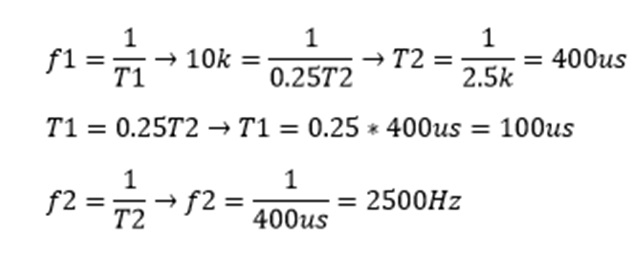 f1 = 1/T1 → 10k = 1/0.25T2 → T2 = 1/2.5k = 400us
T1 = 0.25T2 → T1 = 0.25 * 400us = 100us
f2 = 1/T2 → f2 = 1/400us = 2500Hz